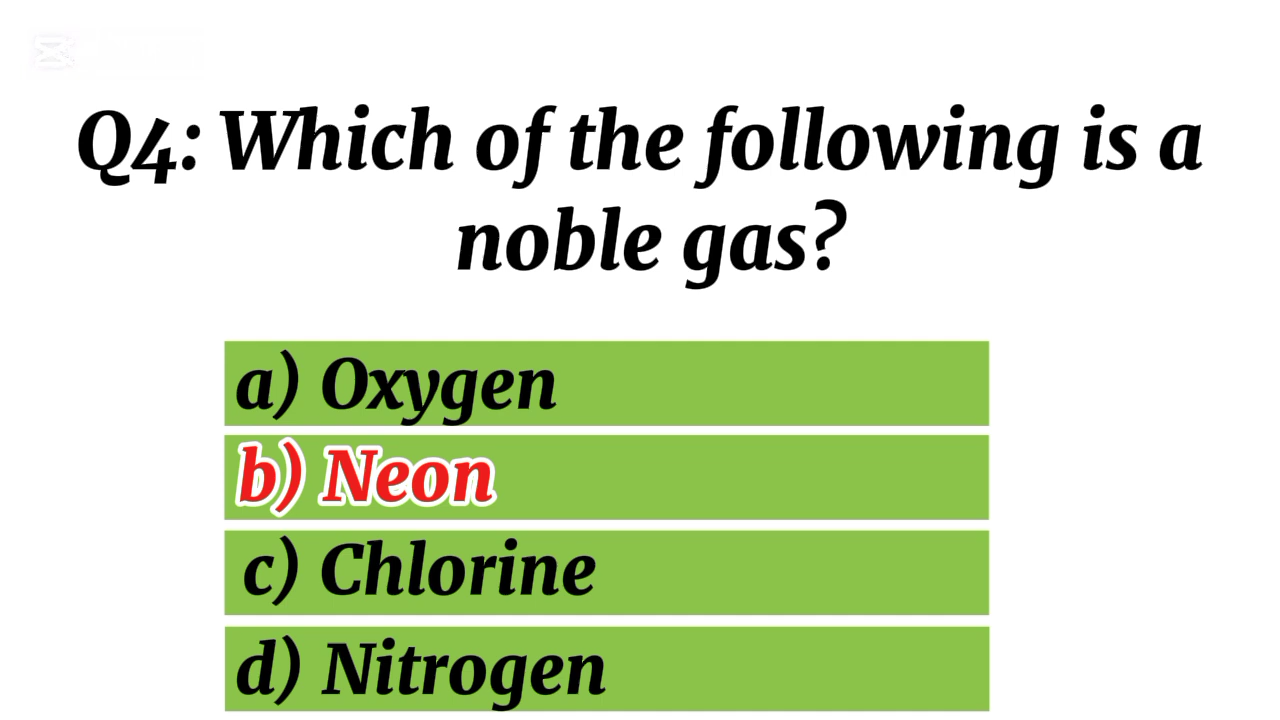 Q4: Which of the following is a
noble gas?
a) Oxygen
b) Neon
c) Chlorine
d) Nitrogen